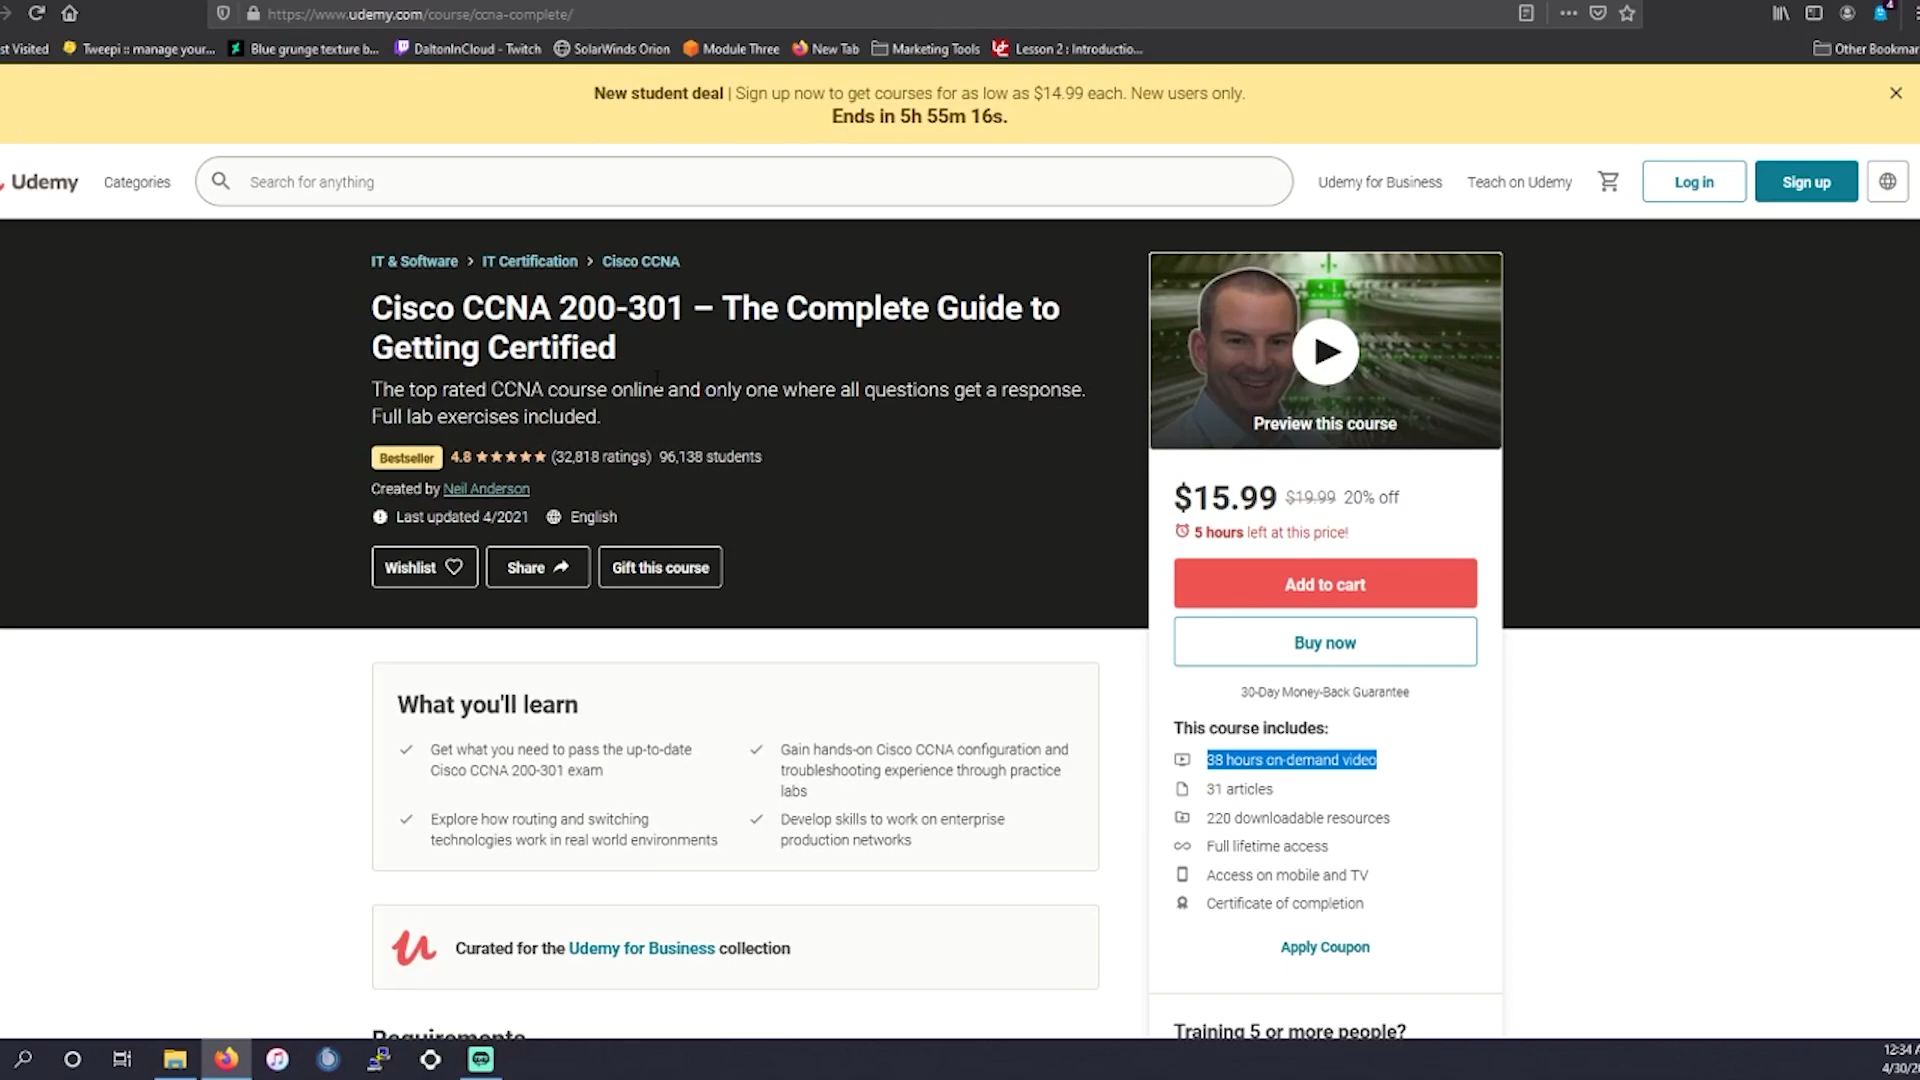 https://www.udemy.com/course/ccna-complete/
st Visited
Tweepi :: manage your...
Blue grunge texture b...
DaltonInCloud - Twitch
SolarWinds Orion
Module Three
New Tab
Marketing Tools
Lesson 2 : Introductio...
Other Bookmar
New student deal | Sign up now to get courses for as low as $14.99 each. New users only.
Ends in 5h 55m 16s.
Udemy
Categories
Search for anything
Udemy for Business
Teach on Udemy
Log in
Sign up
IT & Software > IT Certification > Cisco CCNA
Cisco CCNA 200-301 – The Complete Guide to
Getting Certified
The top rated CCNA course online and only one where all questions get a response.
Full lab exercises included.
Bestseller 4.8 (32,818 ratings) 96,138 students
Created by Neil Anderson
Last updated 4/2021 English
Wishlist
Share
Gift this course
Preview this course
$15.99 $19.99 20% off
5 hours left at this price!
Add to cart
Buy now
30-Day Money-Back Guarantee
This course includes:
38 hours on-demand video
31 articles
220 downloadable resources
Full lifetime access
Access on mobile and TV
Certificate of completion
Apply Coupon
Training 5 or more people?
What you'll learn
Get what you need to pass the up-to-date
Cisco CCNA 200-301 exam
Gain hands-on Cisco CCNA configuration and
troubleshooting experience through practice
labs
Explore how routing and switching
technologies work in real world environments
Develop skills to work on enterprise
production networks
Curated for the Udemy for Business collection
Requirements
12:34 A
4/30/20